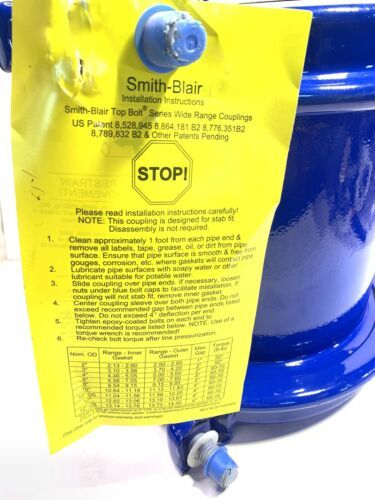 Smith-Blair
Installation Instructions
Smith-Blair Top Bolt® Series Wide Range Couplings
US Patent 8,528,945 8.864,181 B2 8,776,351B2
8,789,832 B2 & Other Patents Pending
STOP!
Please read installation instructions carefully!
NOTE: This coupling is designed for stab fit.
Disassembly is not required.
1. Clean approximately 1 foot from each pipe end &
remove all labels, tape, grease, oil, or dirt from pipe
surface. Ensure that pipe surface is smooth & free from
gouges, corrosion, etc. where gaskets will contact pipe
2. Lubricate pipe surfaces with soapy water or other
lubricant suitable for potable water.
3. Slide coupling over pipe ends. If necessary, loosen
nuts under blue bolt caps to facilitate installation. If
coupling will not stab fit, remove inner gasket.
4. Center coupling sleeve over both pipe ends. Do not
exceed recommended gap between pipe ends listed
below. Do not exceed 4° deflection per end.
5. Tighten epoxy-coated bolts on each end to
recommended torque listed below. NOTE: Use of a
torque wrench is recommended!
6. Re-check bolt torque after line pressurization.
Nom. OD Range - Inner Gasket Range - Outer Gasket Max. Gap Torque (ft-lb)